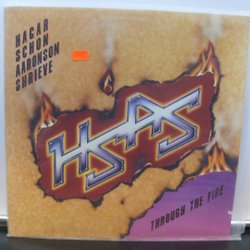 HAGAR
SCHON
AARONSON
SHRIEVE
HSAS
THROUGH THE FIRE